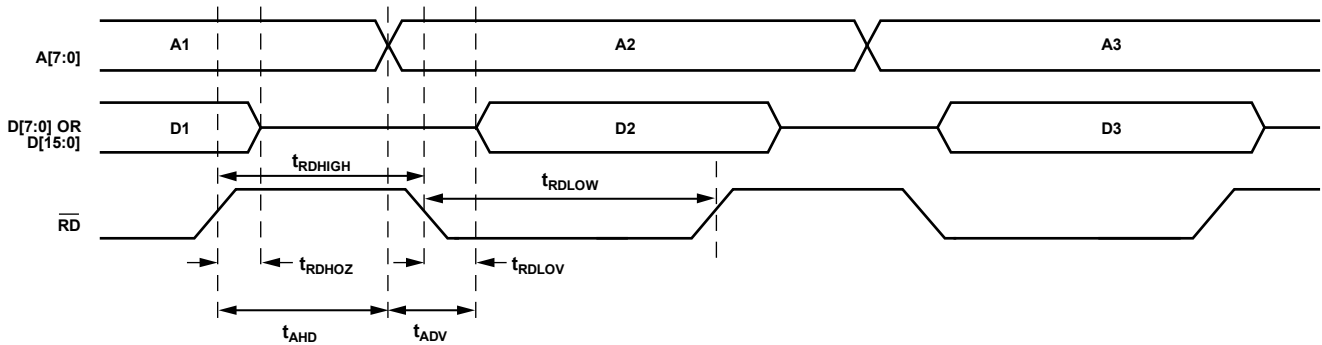 A[7:0]
A1
A2
A3
D[7:0] OR
D[15:0]
D1
D2
D3
tRDHIGH
tRDLOW
RD
tRDHOZ
tRDLOV
tAHD
tADV